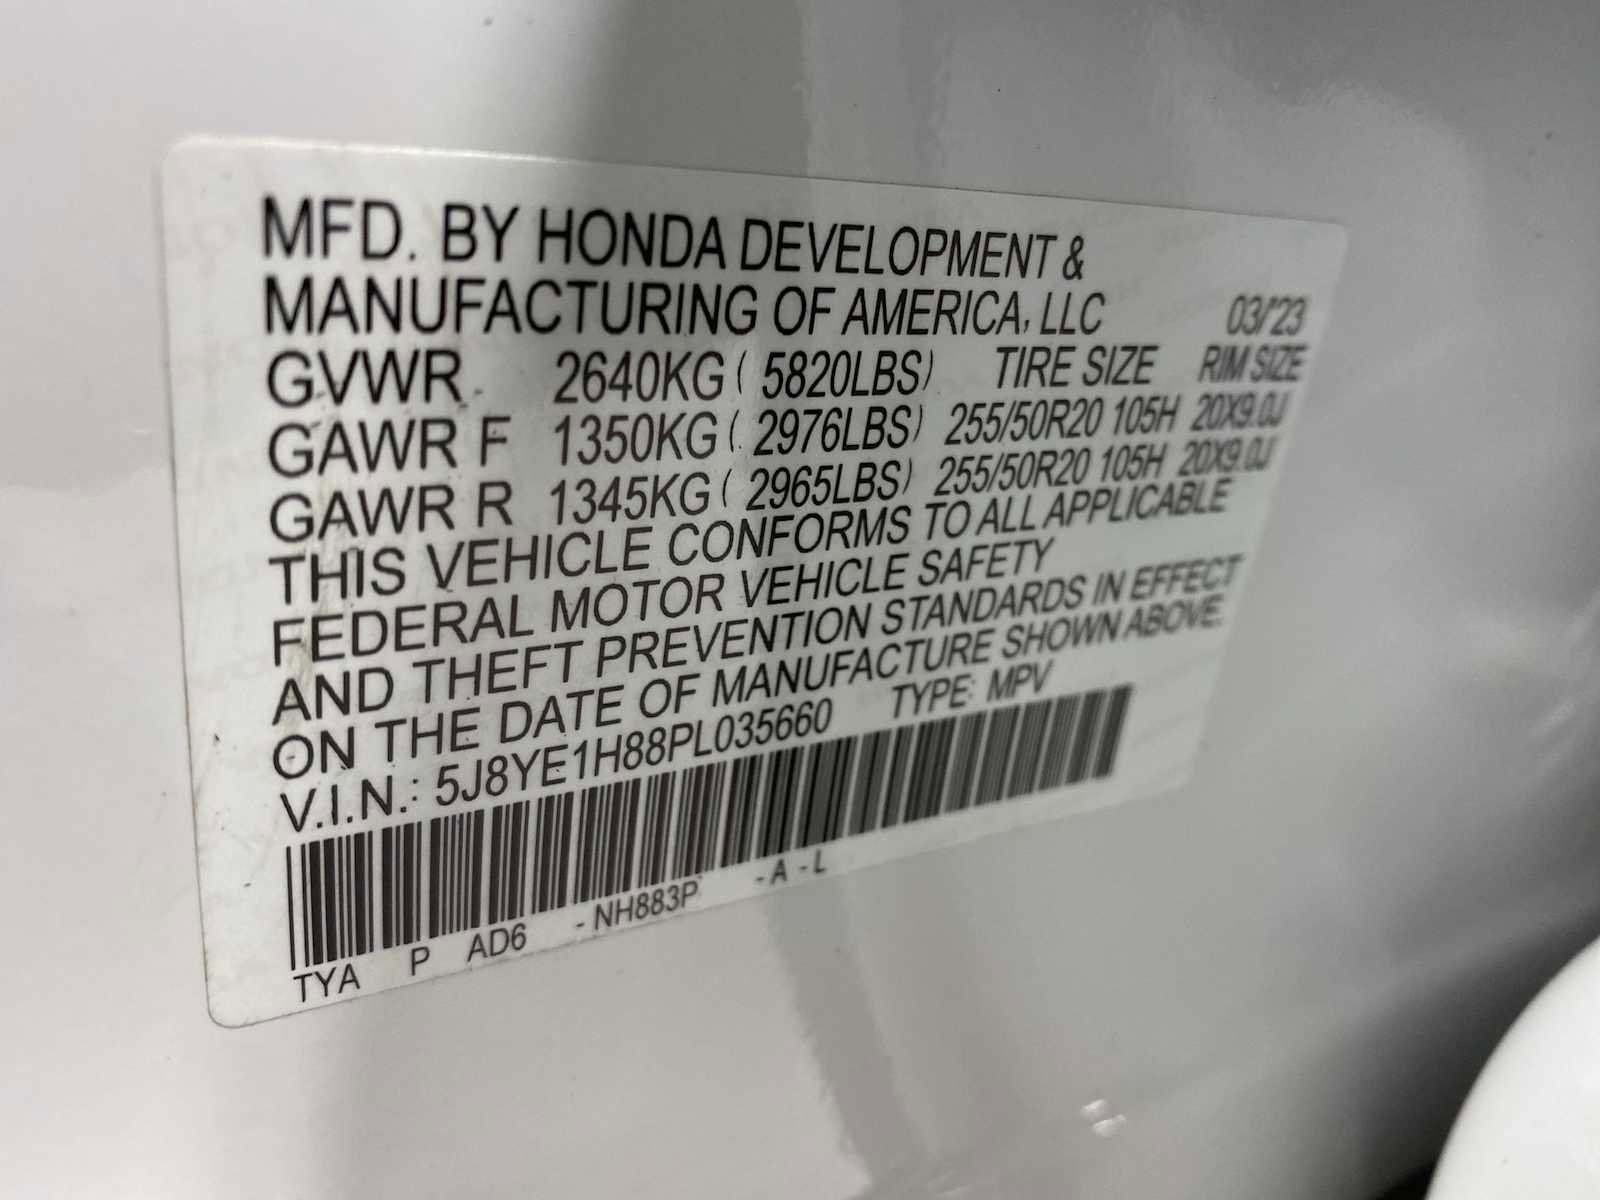 MFD. BY HONDA DEVELOPMENT &
MANUFACTURING OF AMERICA, LLC 03/'23
GVWR 2640KG ( 5820LBS) TIRE SIZE RIM SIZE
GAWR F 1350KG ( 2976LBS) 255/50R20 105H 20X9.0J
GAWR R 1345KG ( 2965LBS) 255/50R20 105H 20X9.0J
THIS VEHICLE CONFORMS TO ALL APPLICABLE
FEDERAL MOTOR VEHICLE SAFETY
AND THEFT PREVENTION STANDARDS IN EFFECT
ON THE DATE OF MANUFACTURE SHOWN ABOVE.
V.I.N.: 5J8YE1H88PL035660 TYPE: MPV
TYA P AD6 -NH883P -A -L